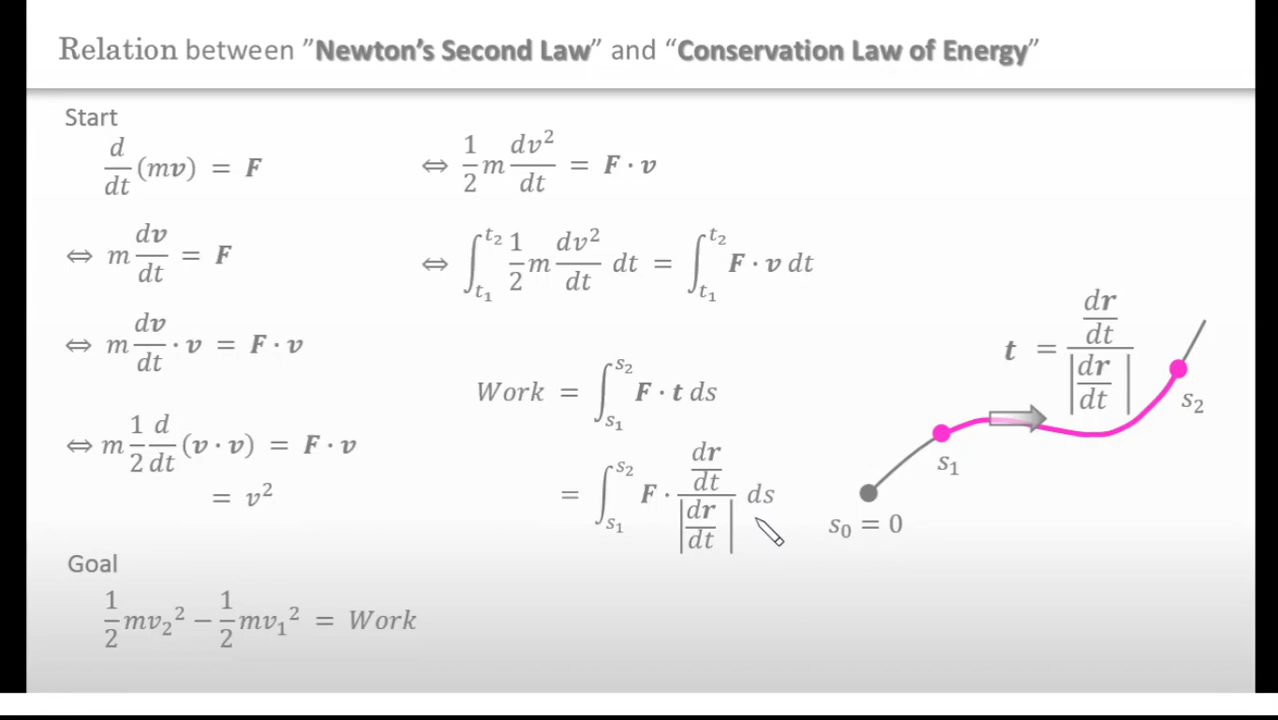 Relation between ”Newton’s Second Law” and “Conservation Law of Energy”
Start
d/dt (mv) = F
⇔ m dv/dt = F
⇔ m dv/dt · v = F · v
⇔ m 1/2 d/dt (v · v) = F · v
= v²
Goal
1/2 mv₂² − 1/2 mv₁² = Work
⇔ 1/2 m dv²/dt = F · v
⇔ ∫_{t₁}^{t₂} 1/2 m dv²/dt dt = ∫_{t₁}^{t₂} F · v dt
Work = ∫_{s₁}^{s₂} F · t ds
= ∫_{s₁}^{s₂} F · (dr/dt)/|dr/dt| ds
t = (dr/dt)/|dr/dt|
s₂
s₁
s₀ = 0